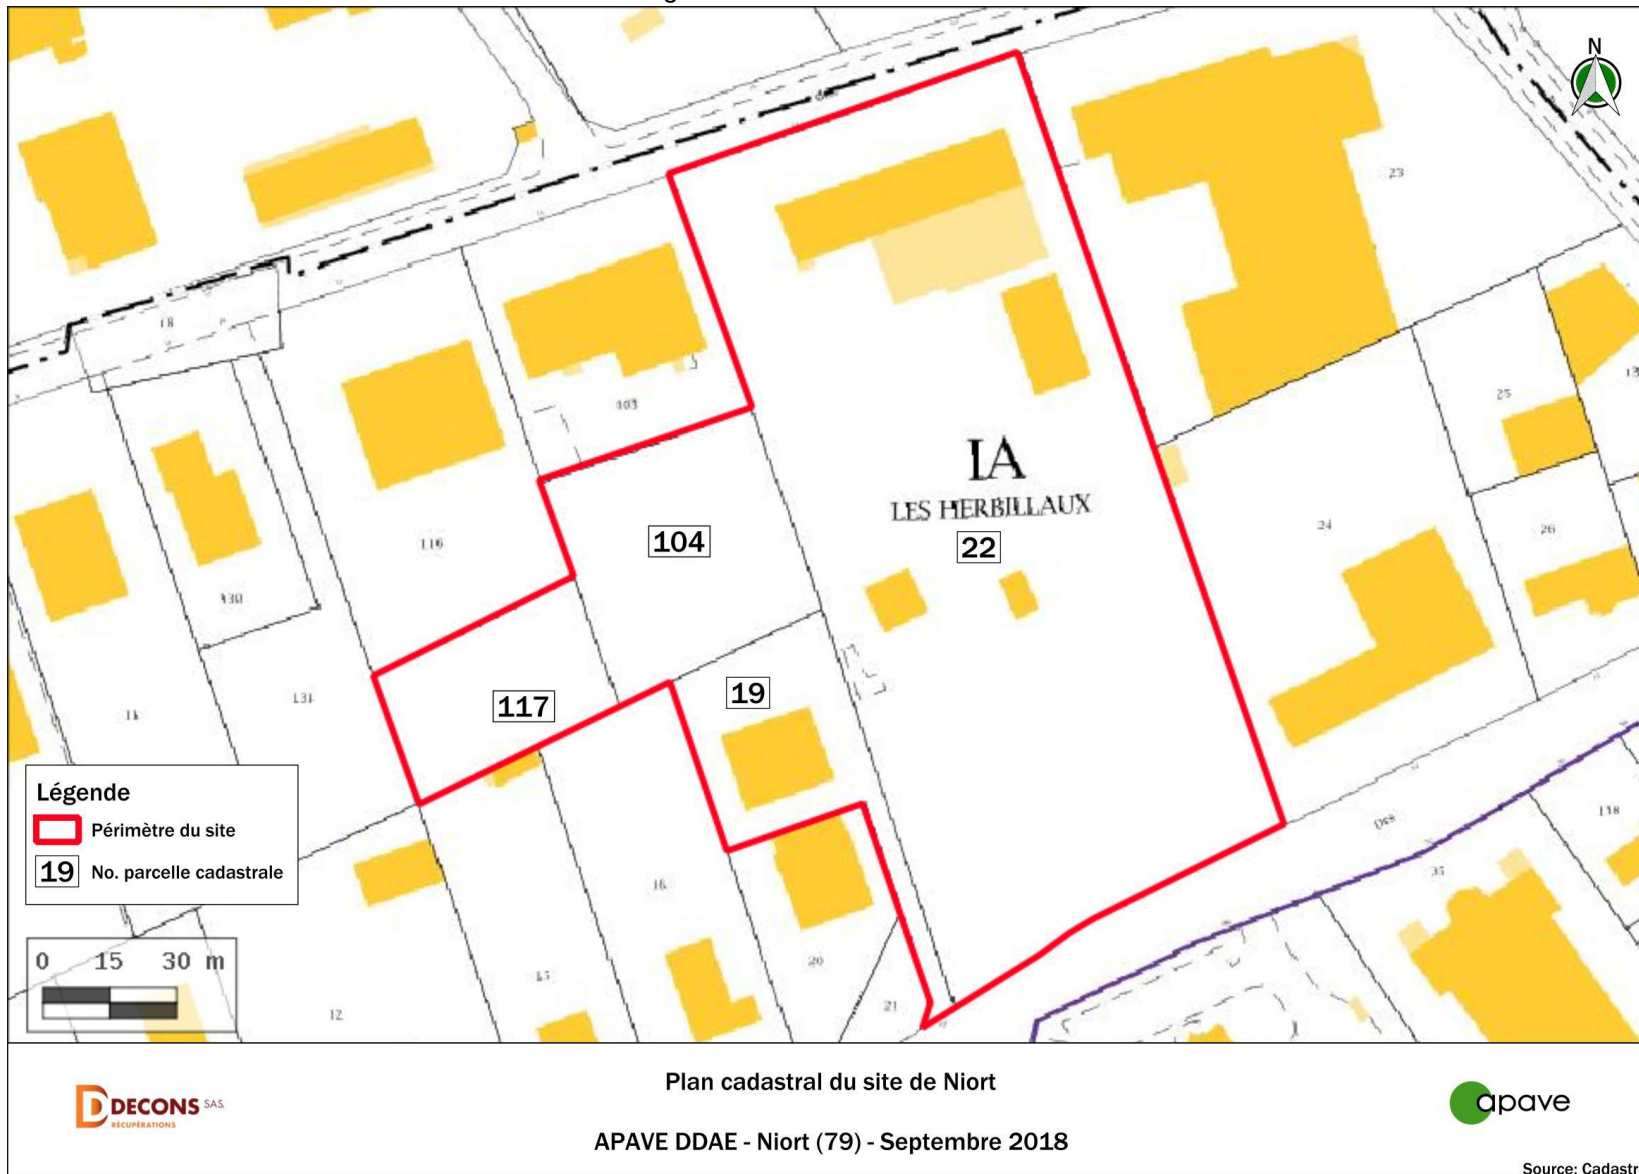 N
23
18
103
25
IA
LES HERBILLAUX
22
104
116
24
26
130
19
117
131
118
Légende
Périmètre du site
19 No. parcelle cadastrale
35
16
20
21
12
0 15 30 m
DECONS SAS
RÉCUPÉRATIONS
Plan cadastral du site de Niort
APAVE DDAE - Niort (79) - Septembre 2018
apave
Source: Cadastr